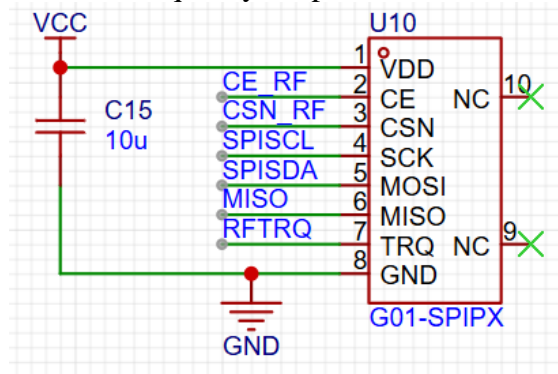 VCC
U10
C15
10u
CE_RF
CSN_RF
SPISCL
SPISDA
MISO
RFTRQ
1
VDD
2
CE
NC
10
3
CSN
4
SCK
5
MOSI
6
MISO
7
TRQ
NC
9
8
GND
G01-SPIPX
GND